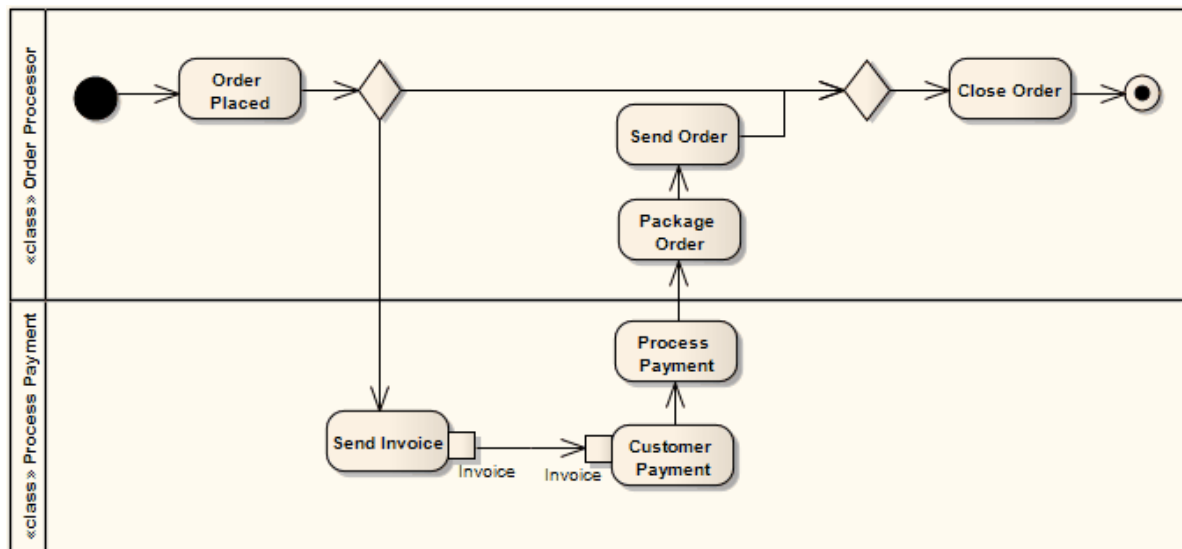 «class» Order Processor
Order
Placed
Send Order
Package
Order
Close Order
«class» Process Payment
Process
Payment
Send Invoice
Invoice
Invoice
Customer
Payment